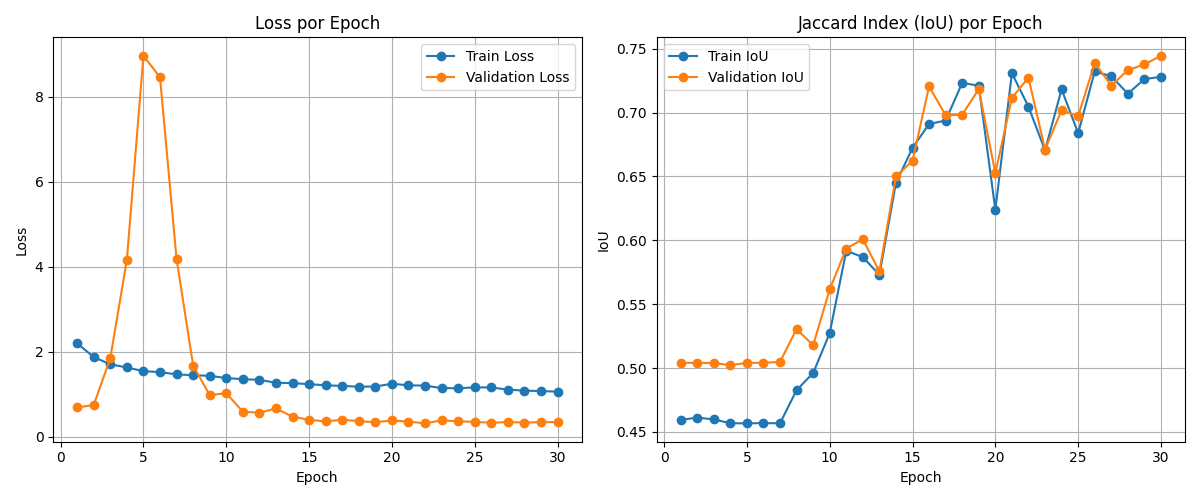 Loss por Epoch
Train Loss
Validation Loss
8
6
4
2
0
Loss
0
5
10
15
20
25
30
Epoch
Jaccard Index (IoU) por Epoch
Train IoU
Validation IoU
0.75
0.70
0.65
0.60
0.55
0.50
0.45
IoU
0
5
10
15
20
25
30
Epoch